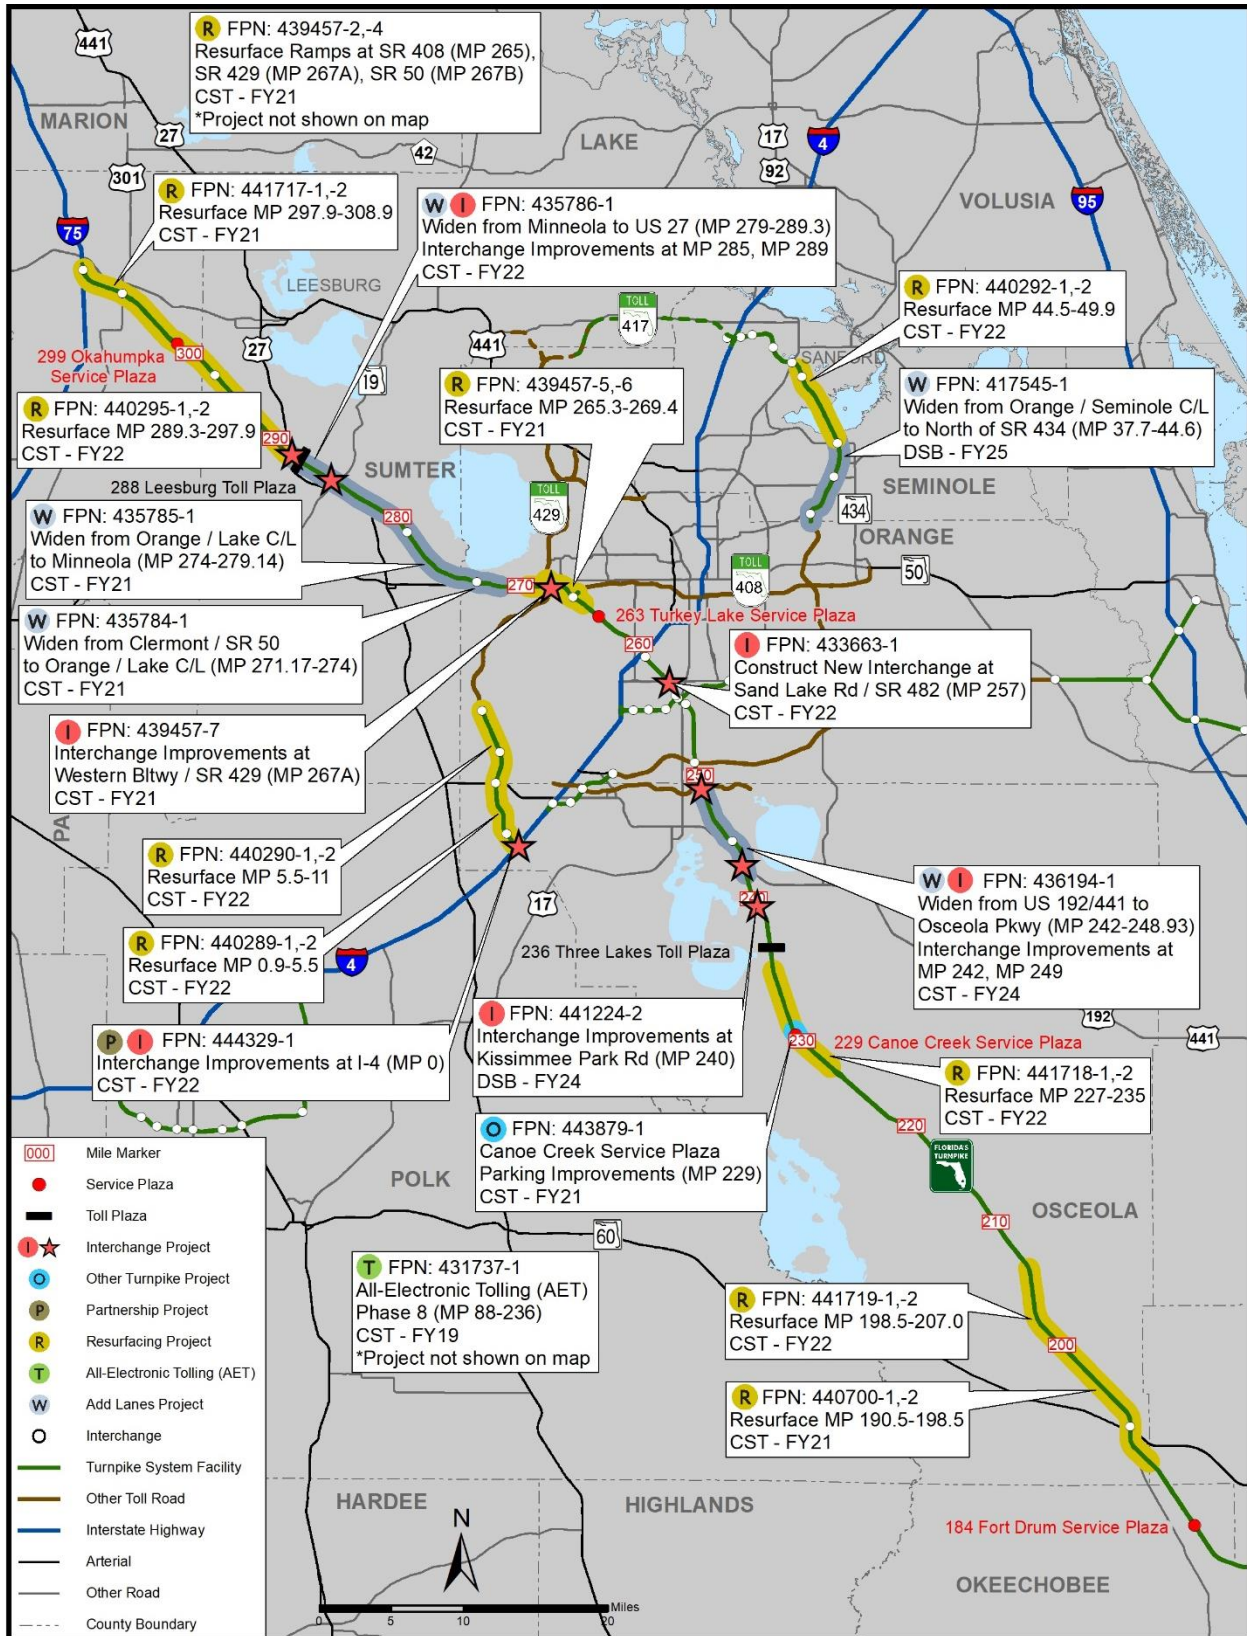 441
R FPN: 439457-2,-4
Resurface Ramps at SR 408 (MP 265),
SR 429 (MP 267A), SR 50 (MP 267B)
CST - FY21
*Project not shown on map
MARION
27
42
LAKE
17
92
4
301
R FPN: 441717-1,-2
Resurface MP 297.9-308.9
CST - FY21
W I FPN: 435786-1
Widen from Minneola to US 27 (MP 279-289.3)
Interchange Improvements at MP 285, MP 289
CST - FY22
VOLUSIA
95
75
LEESBURG
R FPN: 440292-1,-2
Resurface MP 44.5-49.9
CST - FY22
TOLL
417
441
27
SANFORD
299 Okahumpka
Service Plaza
300
19
R FPN: 439457-5,-6
Resurface MP 265.3-269.4
CST - FY21
W FPN: 417545-1
Widen from Orange / Seminole C/L
to North of SR 434 (MP 37.7-44.6)
DSB - FY25
R FPN: 440295-1,-2
Resurface MP 289.3-297.9
CST - FY22
290
SUMTER
288 Leesburg Toll Plaza
TOLL
429
SEMINOLE
434
ORANGE
280
W FPN: 435785-1
Widen from Orange / Lake C/L
to Minneola (MP 274-279.14)
CST - FY21
50
TOLL
408
270
263 Turkey Lake Service Plaza
W FPN: 435784-1
Widen from Clermont / SR 50
to Orange / Lake C/L (MP 271.17-274)
CST - FY21
260
I FPN: 433663-1
Construct New Interchange at
Sand Lake Rd / SR 482 (MP 257)
CST - FY22
I FPN: 439457-7
Interchange Improvements at
Western Bltwy / SR 429 (MP 267A)
CST - FY21
250
PA
R FPN: 440290-1,-2
Resurface MP 5.5-11
CST - FY22
W I FPN: 436194-1
Widen from US 192/441 to
Osceola Pkwy (MP 242-248.93)
Interchange Improvements at
MP 242, MP 249
CST - FY24
17
240
R FPN: 440289-1,-2
Resurface MP 0.9-5.5
CST - FY22
4
236 Three Lakes Toll Plaza
192
441
P I FPN: 444329-1
Interchange Improvements at I-4 (MP 0)
CST - FY22
I FPN: 441224-2
Interchange Improvements at
Kissimmee Park Rd (MP 240)
DSB - FY24
230
229 Canoe Creek Service Plaza
R FPN: 441718-1,-2
Resurface MP 227-235
CST - FY22
O FPN: 443879-1
Canoe Creek Service Plaza
Parking Improvements (MP 229)
CST - FY21
220
FLORIDA'S
TURNPIKE
POLK
OSCEOLA
210
60
T FPN: 431737-1
All-Electronic Tolling (AET)
Phase 8 (MP 88-236)
CST - FY19
*Project not shown on map
R FPN: 441719-1,-2
Resurface MP 198.5-207.0
CST - FY22
200
R FPN: 440700-1,-2
Resurface MP 190.5-198.5
CST - FY21
HARDEE
HIGHLANDS
184 Fort Drum Service Plaza
OKEECHOBEE
000 Mile Marker
Service Plaza
Toll Plaza
I Interchange Project
O Other Turnpike Project
P Partnership Project
R Resurfacing Project
T All-Electronic Tolling (AET)
W Add Lanes Project
Interchange
Turnpike System Facility
Other Toll Road
Interstate Highway
Arterial
Other Road
County Boundary
N
Miles
0 5 10 20